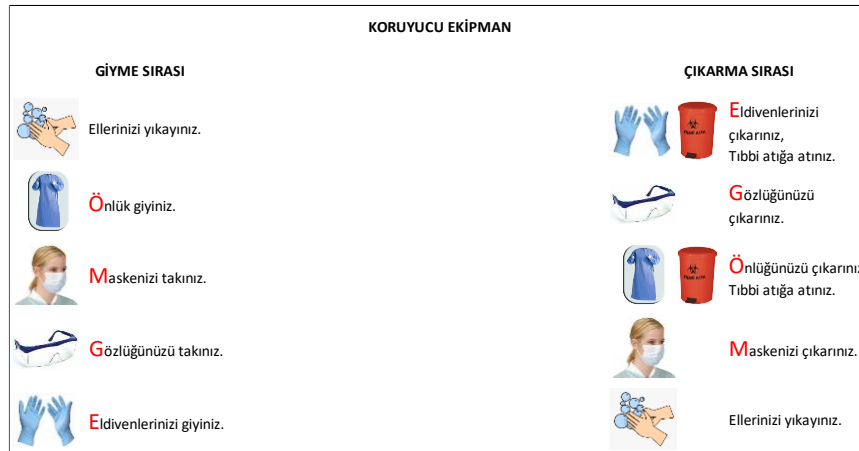 KORUYUCU EKİPMAN
GİYME SIRASI
Ellerinizi yıkayınız.
Önlük giyiniz.
Maskenizi takınız.
Gözlüğünüzü takınız.
Eldivenlerinizi giyiniz.
ÇIKARMA SIRASI
Eldivenlerinizi
çıkarınız,
Tıbbi atığa atınız.
Gözlüğünüzü
çıkarınız.
Önlüğünüzü çıkarınız
Tıbbi atığa atınız.
Maskenizi çıkarınız.
Ellerinizi yıkayınız.